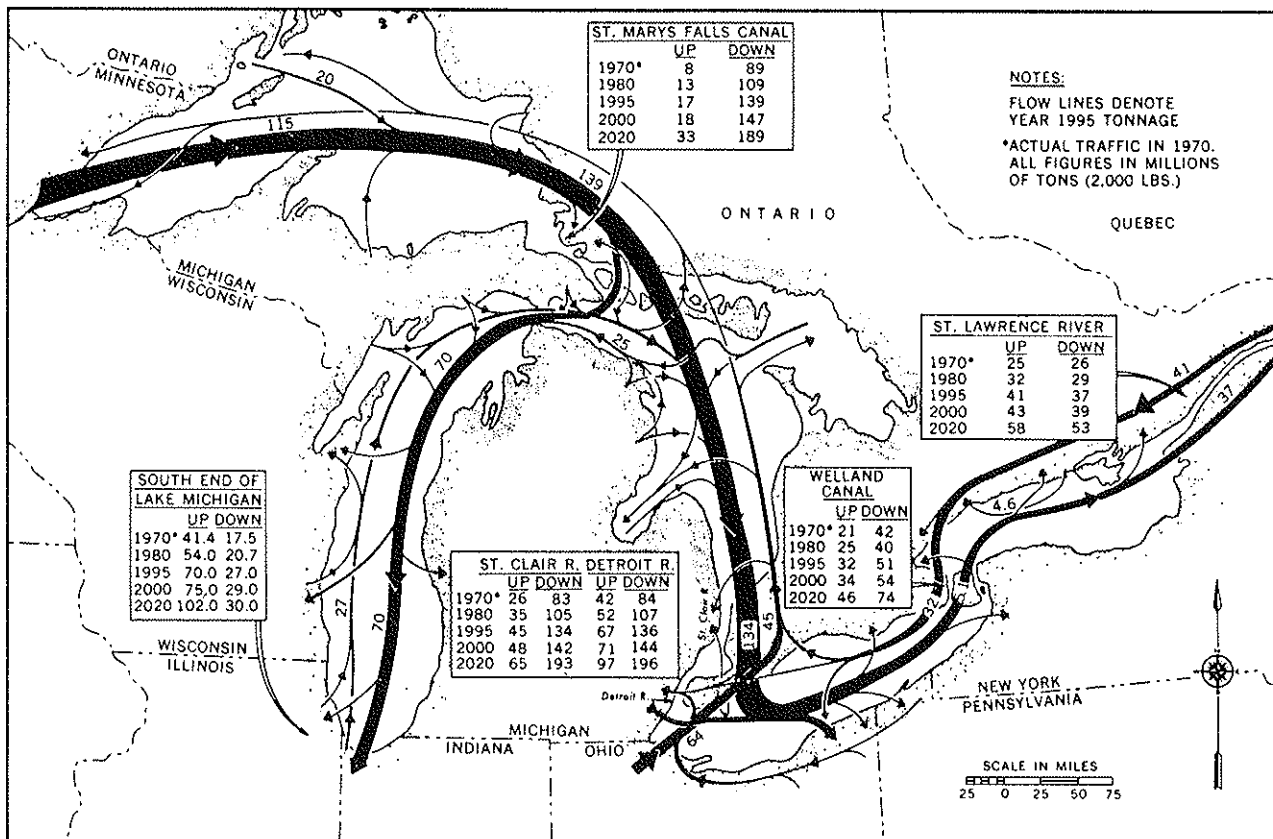 ST. MARYS FALLS CANAL
UP DOWN
1970* 8 89
1980 13 109
1995 17 139
2000 18 147
2020 33 189
NOTES:
FLOW LINES DENOTE
YEAR 1995 TONNAGE
*ACTUAL TRAFFIC IN 1970.
ALL FIGURES IN MILLIONS
OF TONS (2,000 LBS.)
ONTARIO
MINNESOTA
20
115
139
ONTARIO
QUEBEC
MICHIGAN
WISCONSIN
70
25
ST. LAWRENCE RIVER
UP DOWN
1970* 25 26
1980 32 29
1995 41 37
2000 43 39
2020 58 53
41
37
SOUTH END OF
LAKE MICHIGAN
UP DOWN
1970* 41.4 17.5
1980 54.0 20.7
1995 70.0 27.0
2000 75.0 29.0
2020 102.0 30.0
WELLAND
CANAL
UP DOWN
1970* 21 42
1980 25 40
1995 32 51
2000 34 54
2020 46 74
4.6
ST. CLAIR R. DETROIT R.
UP DOWN UP DOWN
1970* 26 83 42 84
1980 35 105 52 107
1995 45 134 67 136
2000 48 142 71 144
2020 65 193 97 196
27
70
St. Clair R.
134
45
32
51
WISCONSIN
ILLINOIS
Detroit R.
64
MICHIGAN
INDIANA
OHIO
NEW YORK
PENNSYLVANIA
SCALE IN MILES
25 0 25 50 75